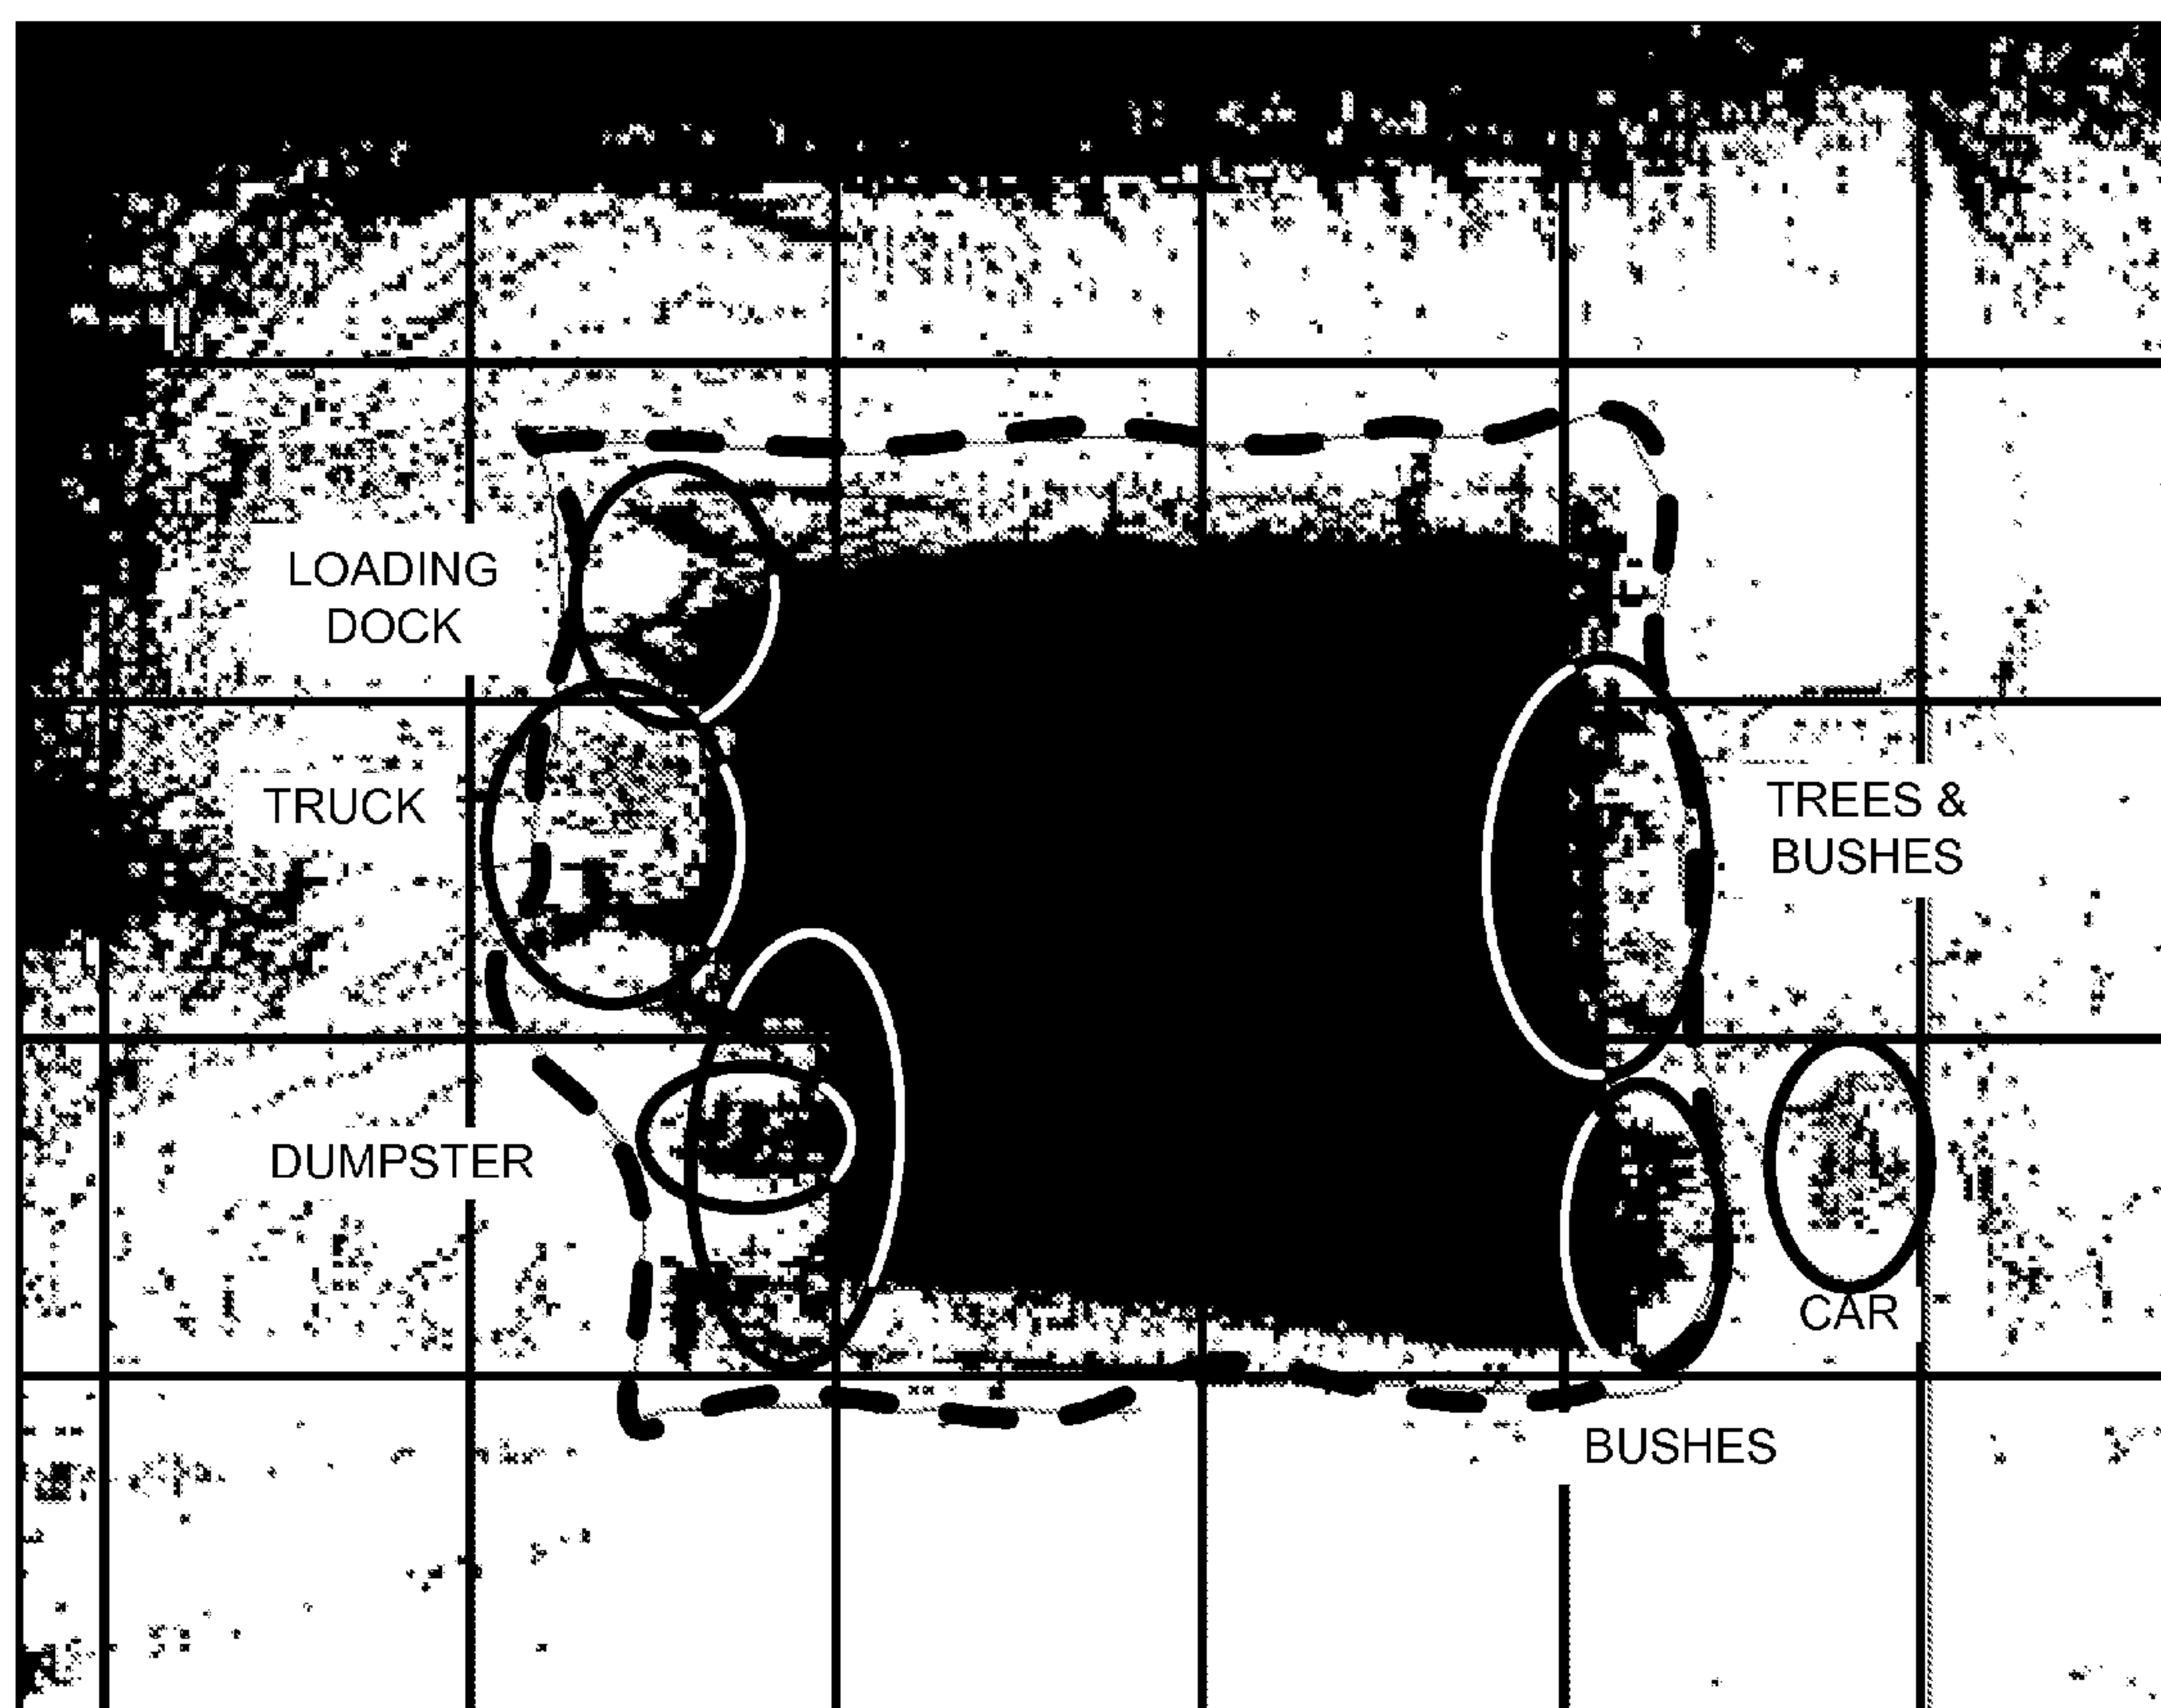 LOADING
DOCK
TRUCK
TREES &
BUSHES
DUMPSTER
CAR
BUSHES